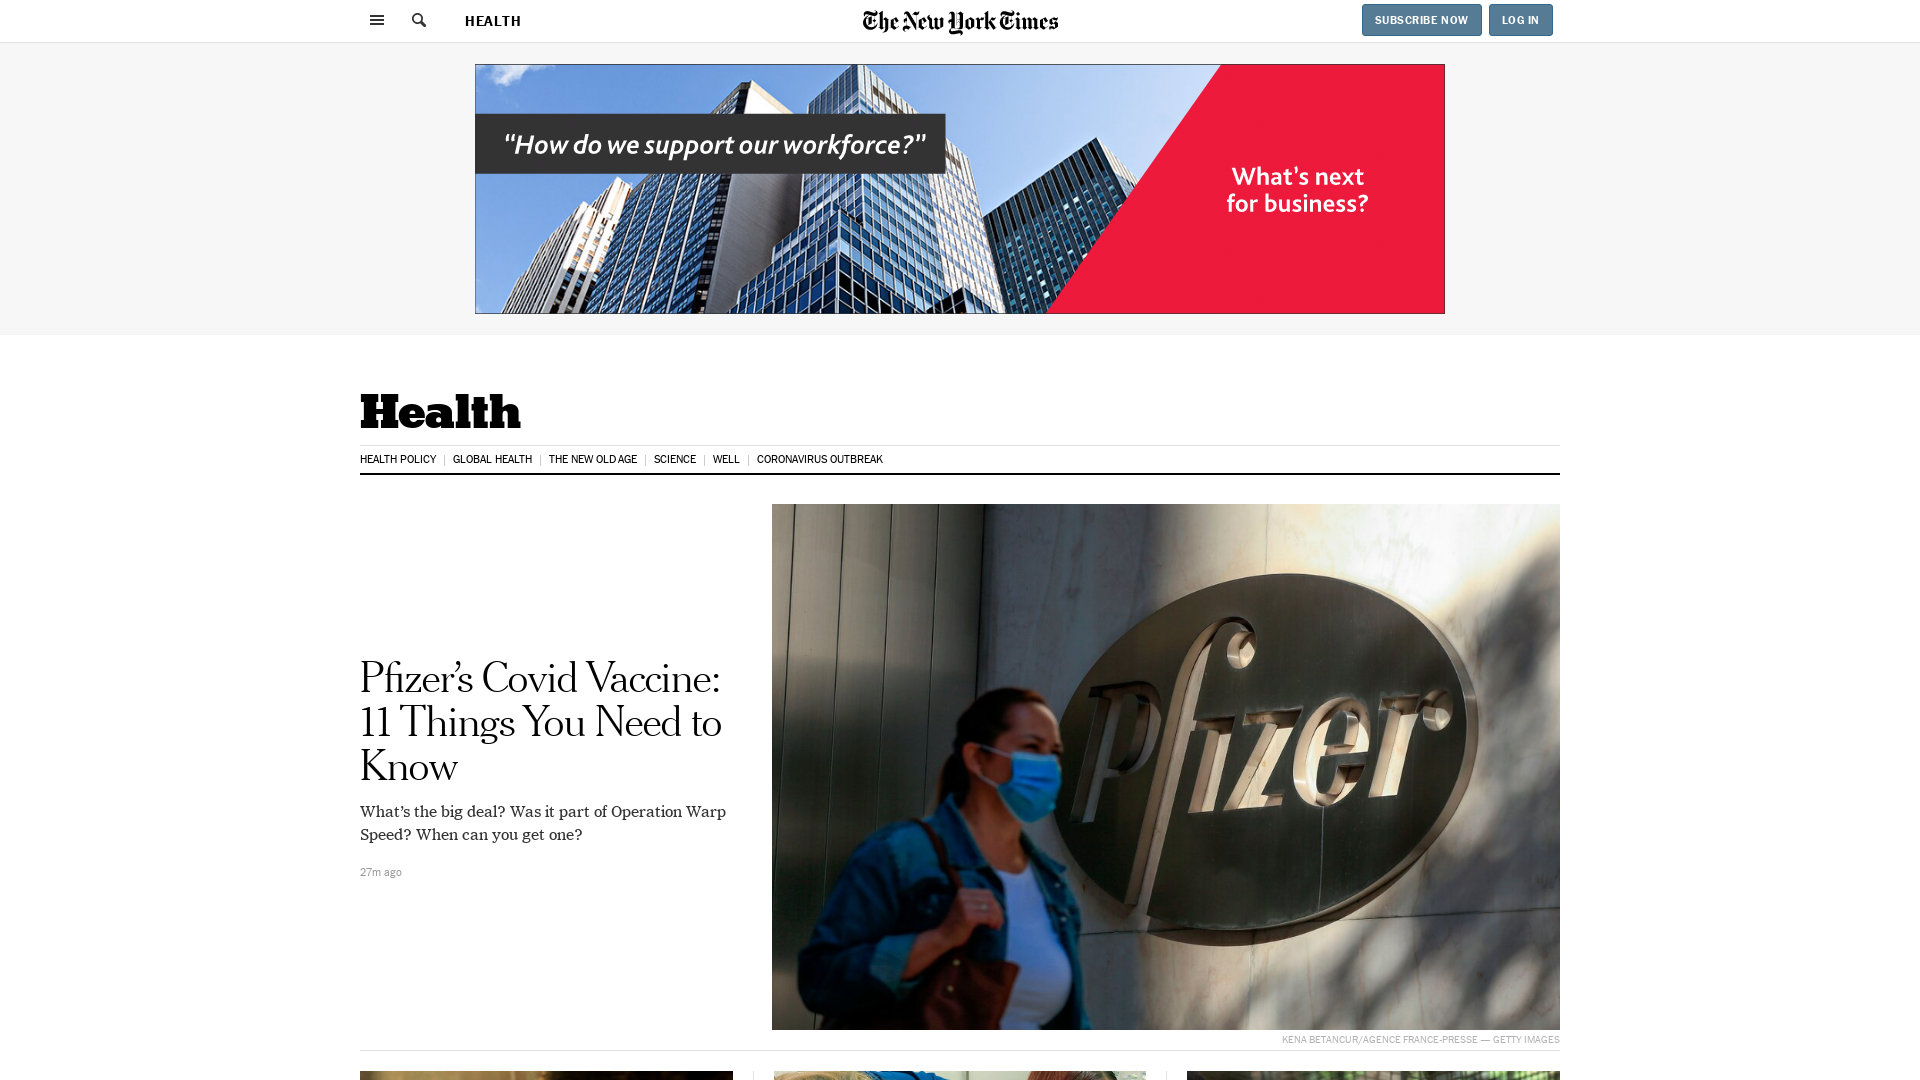 HEALTH
The New York Times
SUBSCRIBE NOW
LOG IN
“How do we support our workforce?”
What’s next
for business?
Health
HEALTH POLICY
GLOBAL HEALTH
THE NEW OLD AGE
SCIENCE
WELL
CORONAVIRUS OUTBREAK
Pfizer’s Covid Vaccine:
11 Things You Need to
Know
What’s the big deal? Was it part of Operation Warp
Speed? When can you get one?
27m ago
Pfizer
KENA BETANCUR/AGENCE FRANCE-PRESSE — GETTY IMAGES